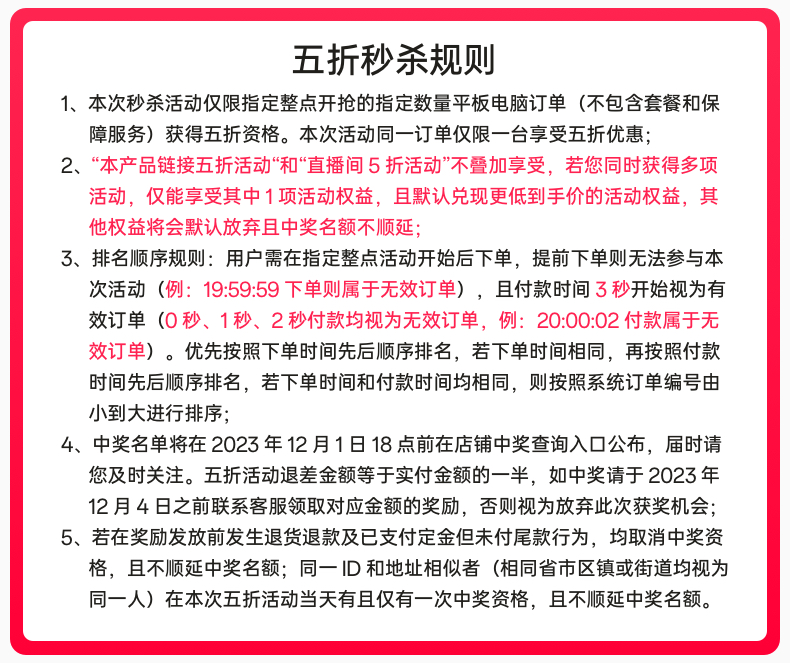 五折秒杀规则
1、本次秒杀活动仅限指定整点开抢的指定数量平板电脑订单（不包含套餐和保
障服务）获得五折资格。本次活动同一订单仅限一台享受五折优惠；
2、“本产品链接五折活动“和“直播间 5 折活动”不叠加享受，若您同时获得多项
活动，仅能享受其中 1 项活动权益，且默认兑现更低到手价的活动权益，其
他权益将会默认放弃且中奖名额不顺延；
3、排名顺序规则：用户需在指定整点活动开始后下单，提前下单则无法参与本
次活动（例：19:59:59 下单则属于无效订单），且付款时间 3 秒开始视为有
效订单（0 秒、1 秒、2 秒付款均视为无效订单，例：20:00:02 付款属于无
效订单）。优先按照下单时间先后顺序排名，若下单时间相同，再按照付款
时间先后顺序排名，若下单时间和付款时间均相同，则按照系统订单编号由
小到大进行排序；
4、中奖名单将在 2023 年 12 月 1 日 18 点前在店铺中奖查询入口公布，届时请
您及时关注。五折活动退差金额等于实付金额的一半，如中奖请于 2023 年
12 月 4 日之前联系客服领取对应金额的奖励，否则视为放弃此次获奖机会；
5、若在奖励发放前发生退货退款及已支付定金但未付尾款行为，均取消中奖资
格，且不顺延中奖名额；同一 ID 和地址相似者（相同省市区镇或街道均视为
同一人）在本次五折活动当天有且仅有一次中奖资格，且不顺延中奖名额。